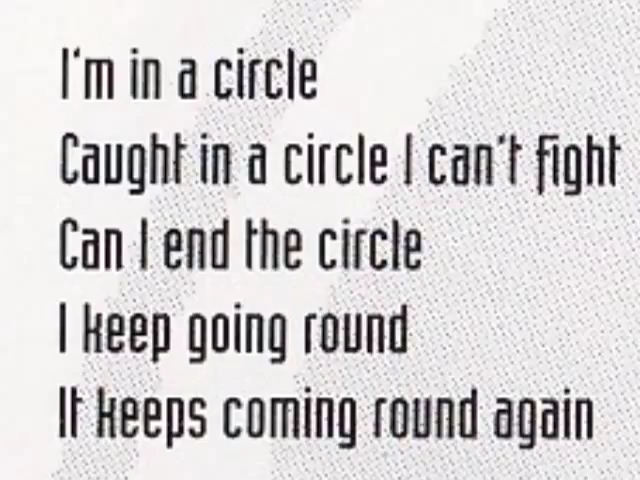 I'm in a circle
Caught in a circle I can't fight
Can I end the circle
I keep going round
It keeps coming round again